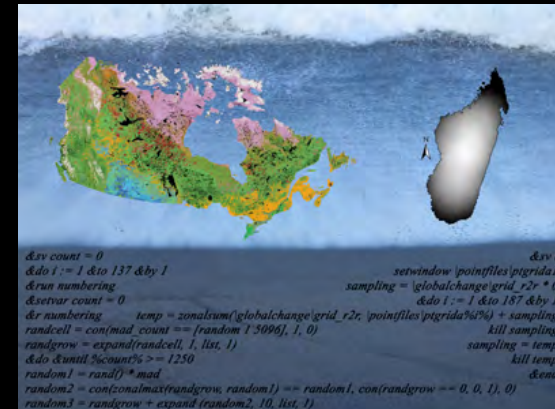 N
&sv count = 0
&do i := 1 &to 137 &by 1
&run numbering
&setvar count = 0
&r numbering temp = zonalsum(\globalchange\grid_r2r, \pointfiles\ptgrida%i%) + sampling
randcell = con(mad_count == [random 1 5096], 1, 0)
randgrow = expand(randcell, 1, list, 1)
&do &until %count% >= 1250
random1 = rand() * mad
random2 = con(zonalmax(randgrow, random1) == random1, con(randgrow == 0, 0, 1), 0)
random3 = randgrow + expand (random2, 10, list, 1)
&sv
setwindow \pointfiles\ptgrida
sampling = \globalchange\grid_r2r * 0
&do i := 1 &to 187 &by
kill sampling
sampling = temp
kill temp
&end